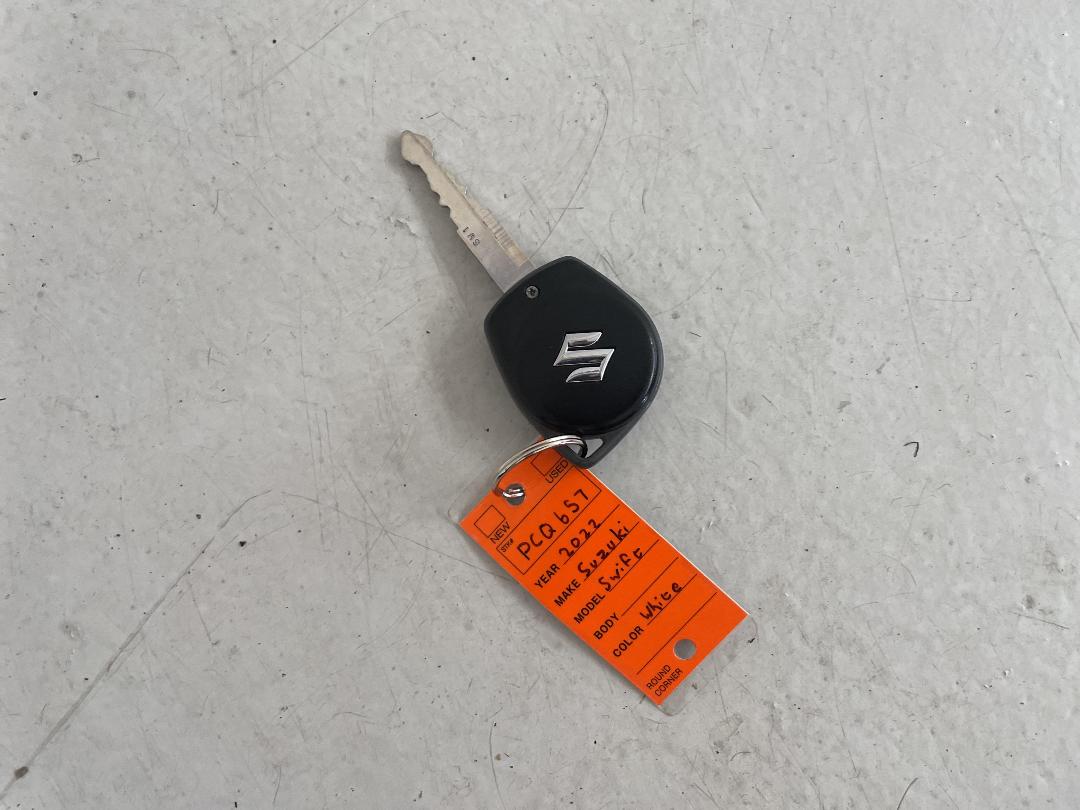 NEW USED
STK# PCQ657
YEAR 2022
MAKE Suzuki
MODEL Swift
BODY
COLOR White
ROUND
CORNER